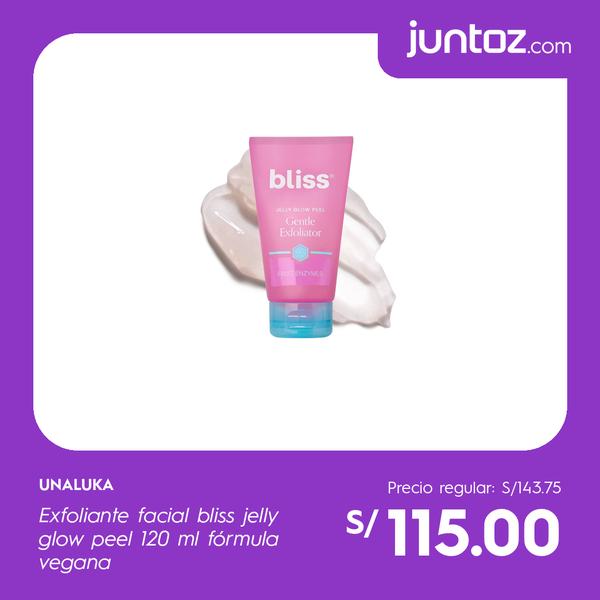 juntoz.com
bliss
JELLY GLOW PEEL
Gentle
Exfoliator
FRUIT ENZYMES
UNALUKA
Exfoliante facial bliss jelly
glow peel 120 ml fórmula
vegana
Precio regular: S/143.75
S/115.00